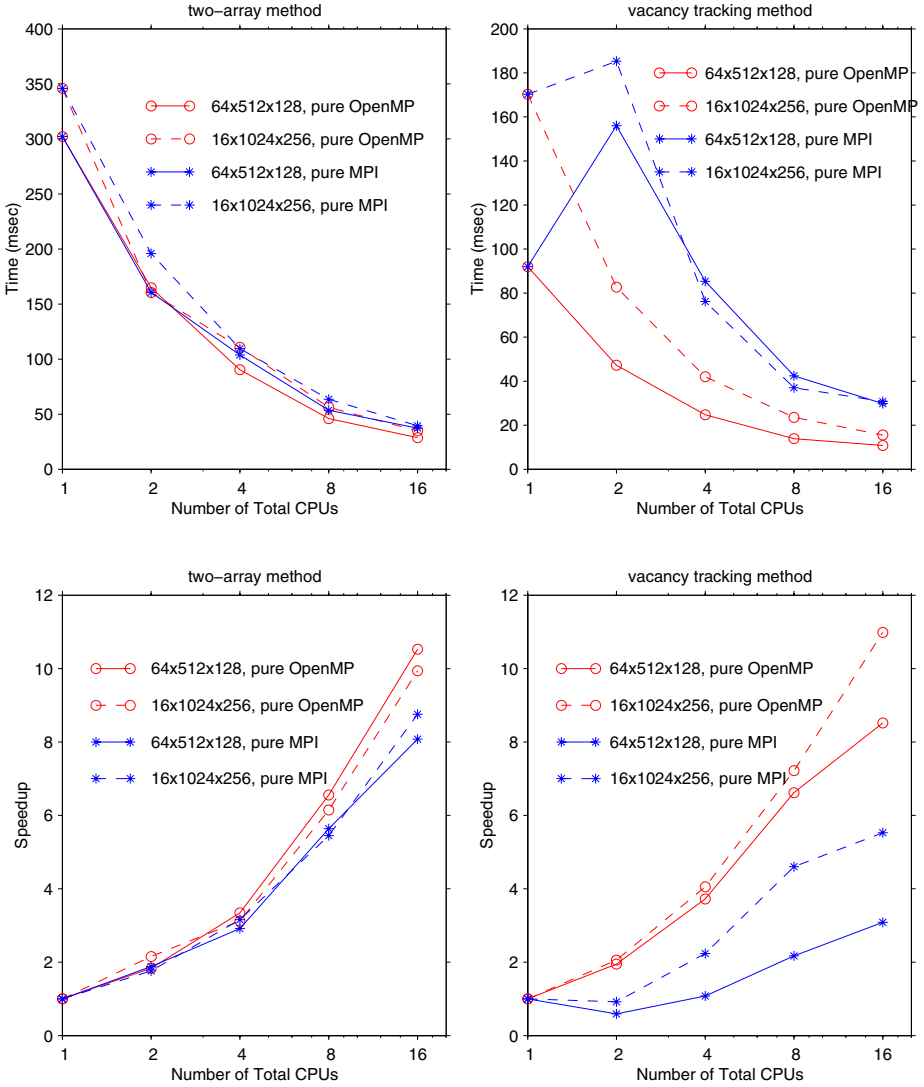 two−array method
400
350
300
250
200
150
100
50
0
Time (msec)
64x512x128, pure OpenMP
16x1024x256, pure OpenMP
64x512x128, pure MPI
16x1024x256, pure MPI
1 2 4 8 16
Number of Total CPUs
vacancy tracking method
200
180
160
140
120
100
80
60
40
20
0
Time (msec)
64x512x128, pure OpenMP
16x1024x256, pure OpenMP
64x512x128, pure MPI
16x1024x256, pure MPI
1 2 4 8 16
Number of Total CPUs
two−array method
12
10
8
6
4
2
0
Speedup
64x512x128, pure OpenMP
16x1024x256, pure OpenMP
64x512x128, pure MPI
16x1024x256, pure MPI
1 2 4 8 16
Number of Total CPUs
vacancy tracking method
12
10
8
6
4
2
0
Speedup
64x512x128, pure OpenMP
16x1024x256, pure OpenMP
64x512x128, pure MPI
16x1024x256, pure MPI
1 2 4 8 16
Number of Total CPUs